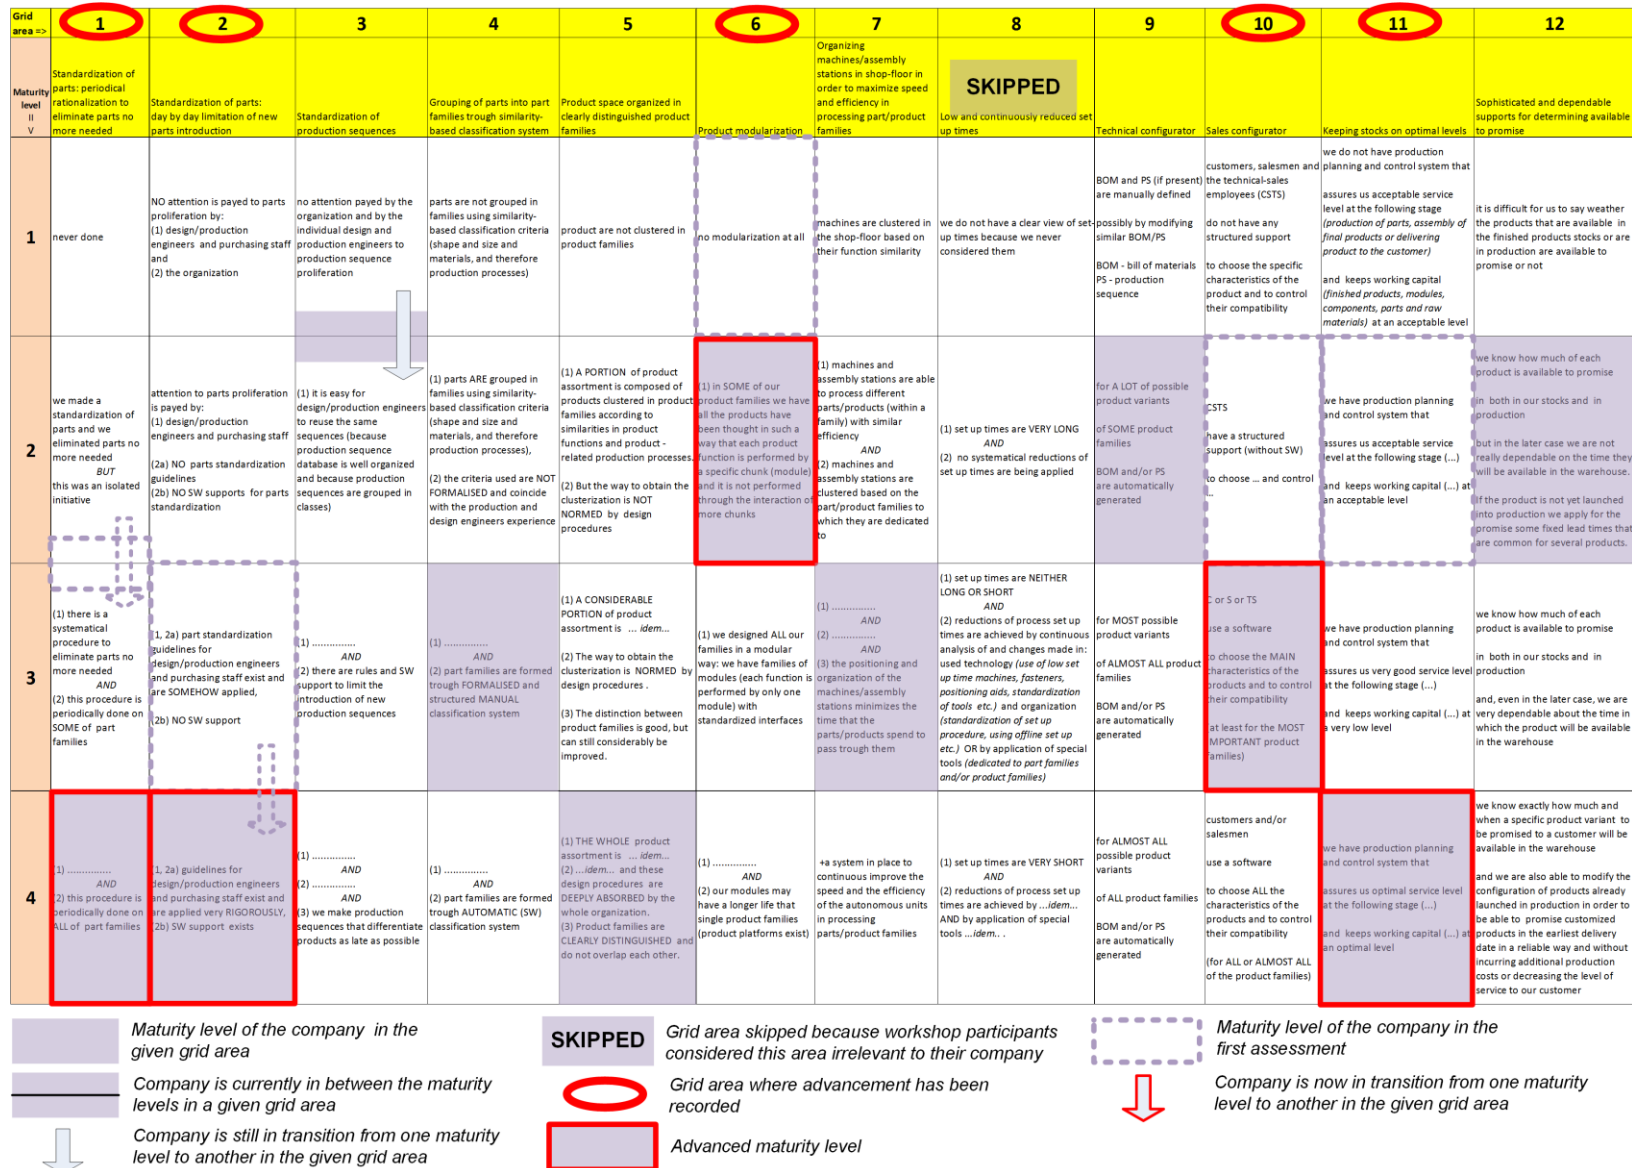 Grid
area =>
1
2
3
4
5
6
7
8
9
10
11
12
Maturity
level
II
V
Standardization of
parts: periodical
rationalization to
eliminate parts no
more needed
Standardization of parts:
day by day limitation of new
parts introduction
Standardization of
production sequences
Grouping of parts into part
families trough similarity-
based classification system
Product space organized in
clearly distinguished product
families
Product modularization
Organizing
machines/assembly
stations in shop-floor in
order to maximize speed
and efficiency in
processing part/product
families
SKIPPED
Low and continuously reduced set
up times
Technical configurator
Sales configurator
Keeping stocks on optimal levels
Sophisticated and dependable
supports for determining available
to promise
1
never done
NO attention is payed to parts
proliferation by:
(1) design/production
engineers and purchasing staff
and
(2) the organization
no attention payed by the
organization and by the
individual design and
production engineers to
production sequence
proliferation
parts are not grouped in
families using similarity-
based classification criteria
(shape and size and
materials, and therefore
production processes)
product are not clustered in
product families
no modularization at all
machines are clustered in
the shop-floor based on
their function similarity
we do not have a clear view of set-
up times because we never
considered them
BOM and PS (if present)
are manually defined
possibly by modifying
similar BOM/PS
BOM - bill of materials
PS - production
sequence
customers, salesmen and
the technical-sales
employees (CSTS)
do not have any
structured support
to choose the specific
characteristics of the
product and to control
their compatibility
we do not have production
planning and control system that
assures us acceptable service
level at the following stage
(production of parts, assembly of
final products or delivering
product to the customer)
and keeps working capital
(finished products, modules,
components, parts and raw
materials) at an acceptable level
it is difficult for us to say weather
the products that are available in
the finished products stocks or are
in production are available to
promise or not
2
we made a
standardization of
parts and we
eliminated parts no
more needed
BUT
this was an isolated
initiative
attention to parts proliferation
is payed by:
(1) design/production
engineers and purchasing staff
(2a) NO parts standardization
guidelines
(2b) NO SW supports for parts
standardization
(1) it is easy for
design/production engineers
to reuse the same
sequences (because
production sequence
database is well organized
and because production
sequences are grouped in
classes)
(1) parts ARE grouped in
families using similarity-
based classification criteria
(shape and size and
materials, and therefore
production processes),
(2) the criteria used are NOT
FORMALISED and coincide
with the production and
design engineers experience
(1) A PORTION of product
assortment is composed of
products clustered in product
families according to
similarities in product
functions and product -
related production processes.
(2) But the way to obtain the
clusterization is NOT
NORMED by design
procedures
(1) in SOME of our
product families we have
all the products have
been thought in such a
way that each product
function is performed by
a specific chunk (module)
and it is not performed
through the interaction of
more chunks
(1) machines and
assembly stations are able
to process different
parts/products (within a
family) with similar
efficiency
AND
(2) machines and
assembly stations are
clustered based on the
part/product families to
which they are dedicated
to
(1) set up times are VERY LONG
AND
(2) no systematical reductions of
set up times are being applied
for A LOT of possible
product variants
of SOME product
families
BOM and/or PS
are automatically
generated
CSTS
have a structured
support (without SW)
to choose ... and control
...
we have production planning
and control system that
assures us acceptable service
level at the following stage (...)
and keeps working capital (...) at
an acceptable level
we know how much of each
product is available to promise
in both in our stocks and in
production
but in the later case we are not
really dependable on the time they
will be available in the warehouse.
If the product is not yet launched
into production we apply for the
promise some fixed lead times that
are common for several products.
3
(1) there is a
systematical
procedure to
eliminate parts no
more needed
AND
(2) this procedure is
periodically done on
SOME of part
families
(1, 2a) part standardization
guidelines for
design/production engineers
and purchasing staff exist and
are SOMEHOW applied,
(2b) NO SW support
(1) ...............
AND
(2) there are rules and SW
support to limit the
introduction of new
production sequences
(1) ...............
AND
(2) part families are formed
trough FORMALISED and
structured MANUAL
classification system
(1) A CONSIDERABLE
PORTION of product
assortment is ... idem...
(2) The way to obtain the
clusterization is NORMED by
design procedures .
(3) The distinction between
product families is good, but
can still considerably be
improved.
(1) we designed ALL our
families in a modular
way: we have families of
modules (each function is
performed by only one
module) with
standardized interfaces
(1) ...............
AND
(2) ...............
AND
(3) the positioning and
organization of the
machines/assembly
stations minimizes the
time that the
parts/products spend to
pass trough them
(1) set up times are NEITHER
LONG OR SHORT
AND
(2) reductions of process set up
times are achieved by continuous
analysis of and changes made in:
used technology (use of low set
up time machines, fasteners,
positioning aids, standardization
of tools etc.) and organization
(standardization of set up
procedure, using offline set up
etc.) OR by application of special
tools (dedicated to part families
and/or product families)
for MOST possible
product variants
of ALMOST ALL product
families
BOM and/or PS
are automatically
generated
C or S or TS
use a software
to choose the MAIN
characteristics of the
products and to control
their compatibility
at least for the MOST
IMPORTANT product
families)
we have production planning
and control system that
assures us very good service level
at the following stage (...)
and keeps working capital (...) at
a very low level
we know how much of each
product is available to promise
in both in our stocks and in
production
and, even in the later case, we are
very dependable about the time in
which the product will be available
in the warehouse
4
(1) ...............
AND
(2) this procedure is
periodically done on
ALL of part families
(1, 2a) guidelines for
design/production engineers
and purchasing staff exist and
are applied very RIGOROUSLY,
(2b) SW support exists
(1) ...............
AND
(2) ...............
AND
(3) we make production
sequences that differentiate
products as late as possible
(1) ...............
AND
(2) part families are formed
trough AUTOMATIC (SW)
classification system
(1) THE WHOLE product
assortment is ... idem...
(2) ...idem... and these
design procedures are
DEEPLY ABSORBED by the
whole organization.
(3) Product families are
CLEARLY DISTINGUISHED and
do not overlap each other.
(1) ...............
AND
(2) our modules may
have a longer life that
single product families
(product platforms exist)
+a system in place to
continuous improve the
speed and the efficiency
of the autonomous units
in processing
parts/product families
(1) set up times are VERY SHORT
AND
(2) reductions of process set up
times are achieved by ...idem...
AND by application of special
tools ...idem.. .
for ALMOST ALL
possible product
variants
of ALL product families
BOM and/or PS
are automatically
generated
customers and/or
salesmen
use a software
to choose ALL the
characteristics of the
products and to control
their compatibility
(for ALL or ALMOST ALL
of the product families)
we have production planning
and control system that
assures us optimal service level
at the following stage (...)
and keeps working capital (...) at
an optimal level
we know exactly how much and
when a specific product variant to
be promised to a customer will be
available in the warehouse
and we are also able to modify the
configuration of products already
launched in production in order to
be able to promise customized
products in the earliest delivery
date in a reliable way and without
incurring additional production
costs or decreasing the level of
service to our customer
Maturity level of the company in the
given grid area
Company is currently in between the maturity
levels in a given grid area
Company is still in transition from one maturity
level to another in the given grid area
SKIPPED
Grid area skipped because workshop participants
considered this area irrelevant to their company
Grid area where advancement has been
recorded
Advanced maturity level
Maturity level of the company in the
first assessment
Company is now in transition from one maturity
level to another in the given grid area